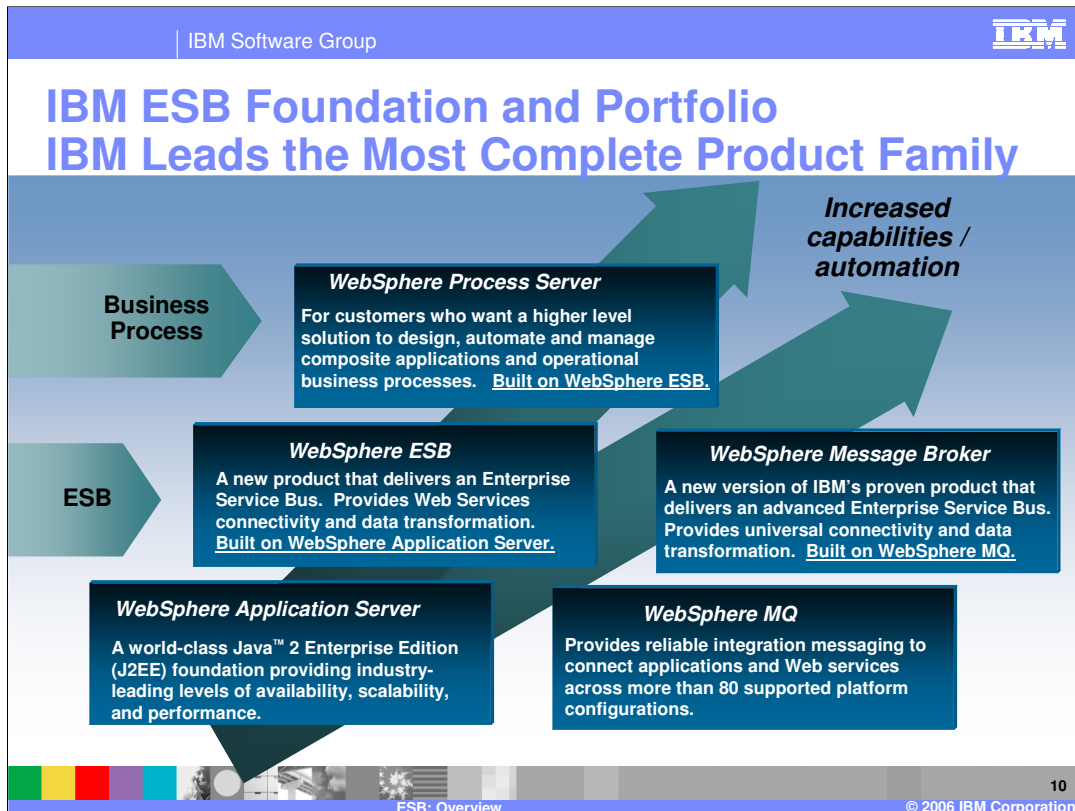 IBM Software Group
IBM
IBM ESB Foundation and Portfolio
IBM Leads the Most Complete Product Family
Increased
capabilities /
automation
Business
Process
WebSphere Process Server
For customers who want a higher level
solution to design, automate and manage
composite applications and operational
business processes. Built on WebSphere ESB.
ESB
WebSphere ESB
A new product that delivers an Enterprise
Service Bus. Provides Web Services
connectivity and data transformation.
Built on WebSphere Application Server.
WebSphere Message Broker
A new version of IBM's proven product that
delivers an advanced Enterprise Service Bus.
Provides universal connectivity and data
transformation. Built on WebSphere MQ.
WebSphere Application Server
A world-class Java™ 2 Enterprise Edition
(J2EE) foundation providing industry-
leading levels of availability, scalability,
and performance.
WebSphere MQ
Provides reliable integration messaging to
connect applications and Web services
across more than 80 supported platform
configurations.
10
ESB: Overview
© 2006 IBM Corporation